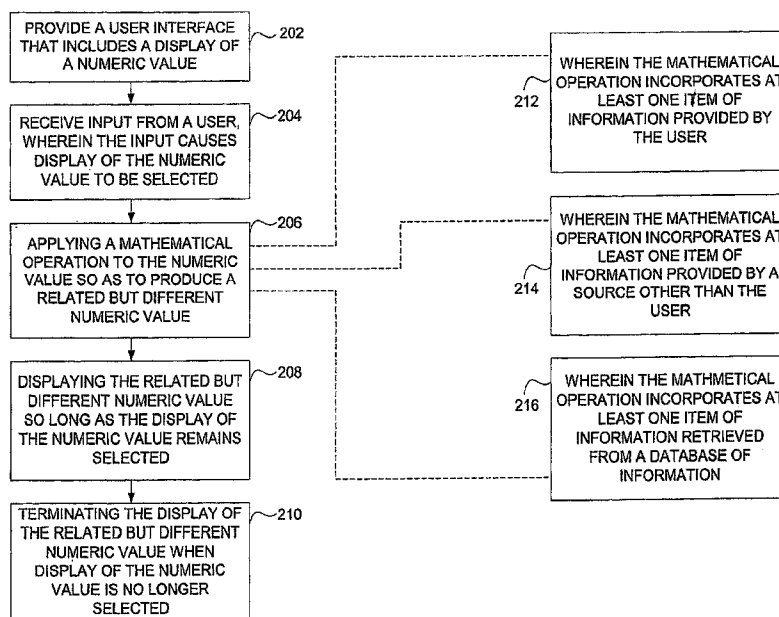 PROVIDE A USER INTERFACE
THAT INCLUDES A DISPLAY OF
A NUMERIC VALUE
202
RECEIVE INPUT FROM A USER,
WHEREIN THE INPUT CAUSES
DISPLAY OF THE NUMERIC
VALUE TO BE SELECTED
204
APPLYING A MATHEMATICAL
OPERATION TO THE NUMERIC
VALUE SO AS TO PRODUCE A
RELATED BUT DIFFERENT
NUMERIC VALUE
206
DISPLAYING THE RELATED BUT
DIFFERENT NUMERIC VALUE
SO LONG AS THE DISPLAY OF
THE NUMERIC VALUE REMAINS
SELECTED
208
TERMINATING THE DISPLAY OF
THE RELATED BUT DIFFERENT
NUMERIC VALUE WHEN
DISPLAY OF THE NUMERIC
VALUE IS NO LONGER
SELECTED
210
WHEREIN THE MATHEMATICAL
OPERATION INCORPORATES AT
LEAST ONE ITEM OF
INFORMATION PROVIDED BY
THE USER
212
WHEREIN THE MATHEMATICAL
OPERATION INCORPORATES AT
LEAST ONE ITEM OF
INFORMATION PROVIDED BY A
SOURCE OTHER THAN THE
USER
214
WHEREIN THE MATHMETICAL
OPERATION INCORPORATES AT
LEAST ONE ITEM OF
INFORMATION RETRIEVED
FROM A DATABASE OF
INFORMATION
216